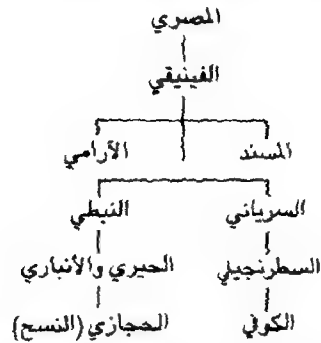 المصري
الفينيقي
المسند الآرامي
السرياني النبطي
السطرنجيلي الحيري والأنباري
الكوفي الحجازي (النسخ)